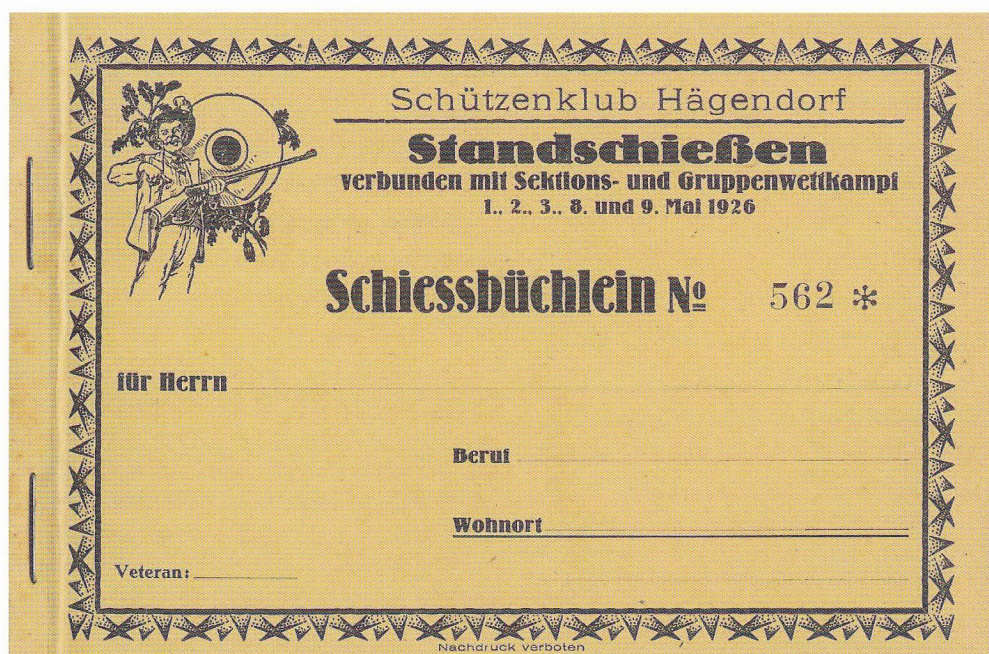 Schützenklub Hägendorf
Standschießen
verbunden mit Sektions- und Gruppenwettkampf
1., 2., 3., 8. und 9. Mai 1926
Schiessbüchlein Nº 562 *
für Herrn
Beruf
Wohnort
Veteran:
Nachdruck verboten